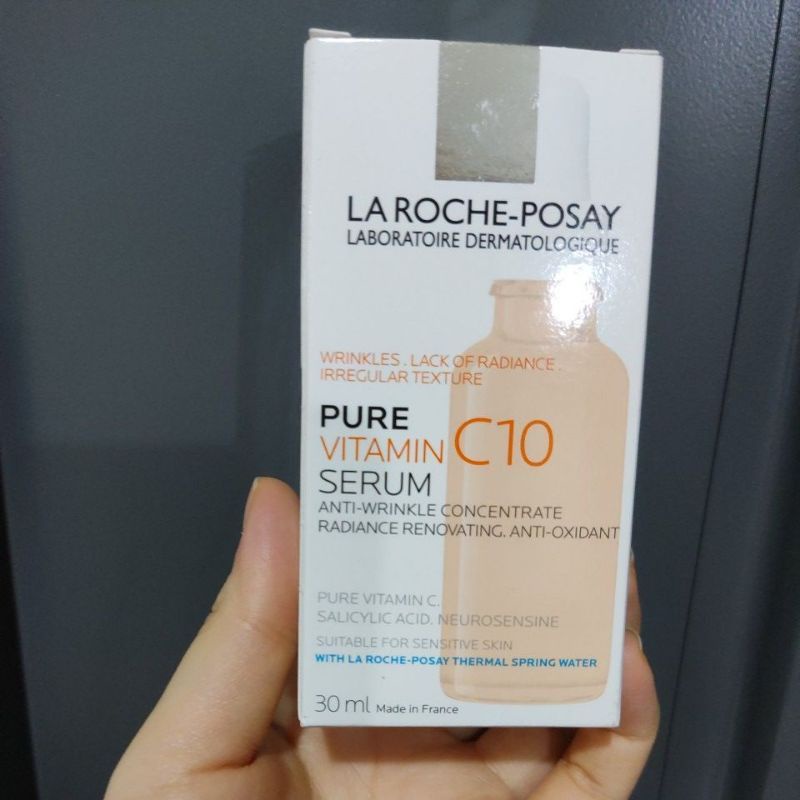 LA ROCHE-POSAY
LABORATOIRE DERMATOLOGIQUE
WRINKLES . LACK OF RADIANCE .
IRREGULAR TEXTURE
PURE
VITAMIN C10
SERUM
ANTI-WRINKLE CONCENTRATE
RADIANCE RENOVATING. ANTI-OXIDANT
PURE VITAMIN C.
SALICYLIC ACID. NEUROSENSINE
SUITABLE FOR SENSITIVE SKIN
WITH LA ROCHE-POSAY THERMAL SPRING WATER
30 ml Made in France